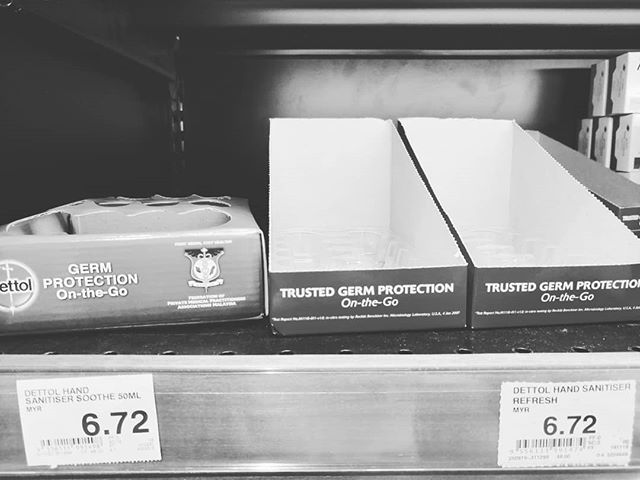 ettol
GERM
PROTECTION
On-the-Go
FEDERATION OF
PRIVATE MEDICAL PRACTITIONERS
ASSOCIATIONS MALAYSIA
TRUSTED GERM PROTECTION
On-the-Go
TRUSTED GERM PROTECTIO
On-the-Go
DETTOL HAND
SANITISER SOOTHE 50ML
MYR
6.72
DETTOL HAND SANITISER
REFRESH
MYR
6.72